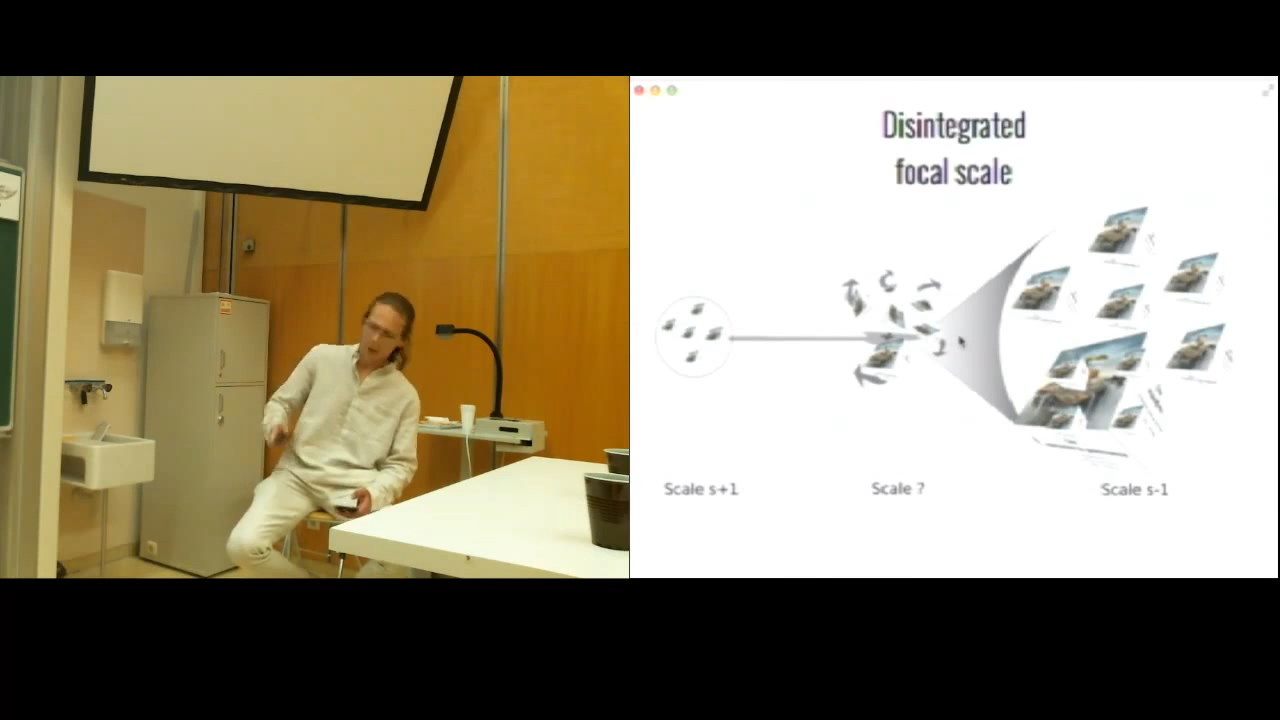 Disintegrated
focal scale
Scale s+1
Scale ?
Scale s-1